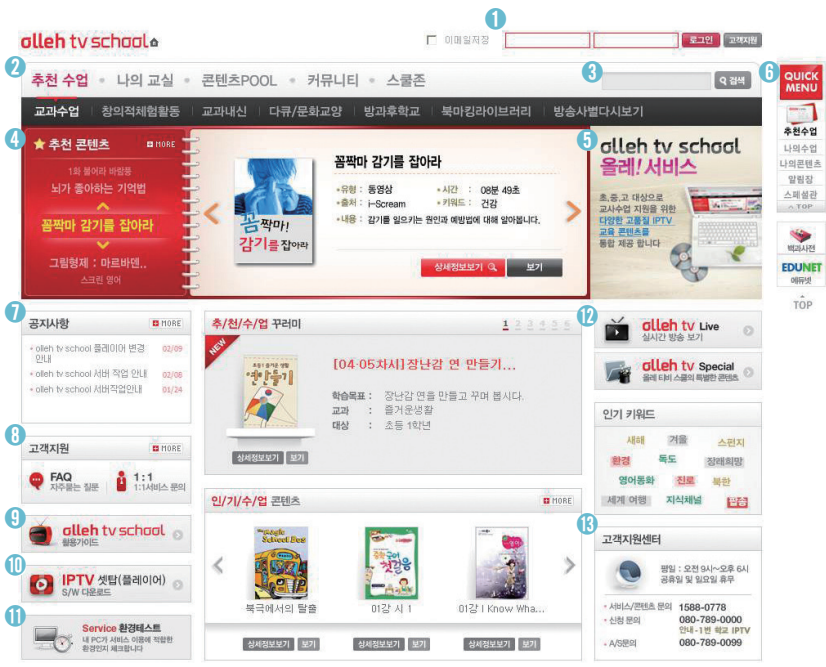 1
olleh tv school
이메일저장
로그인
고객지원
2
추천 수업 나의 교실 콘텐츠POOL 커뮤니티 스쿨존
3
검색
6
QUICK
MENU
교과수업 창의적체험활동 교과내신 다큐/문화교양 방과후학교 북마킹라이브러리 방송사별다시보기
추천수업
나의수업
나의콘텐츠
알림장
스페셜관
TOP
백과사전
EDUNET
에듀넷
TOP
4
추천 콘텐츠
MORE
1화 불어라 바람풍
뇌가 좋아하는 기억법
꼼짝마 감기를 잡아라
그림형제 : 마르바덴..
스크린 영어
꼼짝마!
감기를 잡아라
꼼짝마 감기를 잡아라
유형 : 동영상
시간 : 08분 49초
출처 : i-Scream
키워드 : 건감
내용 : 감기를 일으키는 원인과 예방법에 대해 알아봅니다.
상세정보보기
보기
5
olleh tv school
올레!서비스
초,중,고 대상으로
교사수업 지원을 위한
다양한 고품질 IPTV
교육 콘텐츠를
통합 제공 합니다
7
공지사항
MORE
olleh tv school 플레이어 변경 안내
02/09
olleh tv school 서버 작업 안내 02/08
olleh tv school 서버작업안내 01/24
8
고객지원
MORE
FAQ
자주묻는 질문
1:1
1:1서비스 문의
9
olleh tv school
활용가이드
10
IPTV 셋탑(플레이어)
S/W 다운로드
11
Service 환경테스트
내 PC가 서비스 이용에 적합한
환경인지 체크합니다
추/천/수/업 꾸러미
1 2 3 4 5 6
NEW
연만들기
[04-05차시]장난감 연 만들기...
학습목표 : 장난감 연을 만들고 꾸며 봅시다.
교과 : 즐거운생활
대상 : 초등 1학년
상세정보보기 보기
인/기/수/업 콘텐츠
MORE
The Magic
School Bus
북극에서의 탈출
01강 시 1
01강 I Know Wha...
상세정보보기 보기
상세정보보기 보기
상세정보보기 보기
12
olleh tv Live
실시간 방송 보기
olleh tv Special
올레 티비 스쿨의 특별한 콘텐츠
인기 키워드
새해 겨울 스펀지
환경 독도 장래희망
영어동화 진로 북한
세계 여행 지식채널 팝송
13
고객지원센터
평일 : 오전 9시~오후 6시
공휴일 및 일요일 휴무
서비스/콘텐츠 문의 1588-0778
신청 문의 080-789-0000
안내-1번 학교 IPTV
A/S문의 080-789-0099